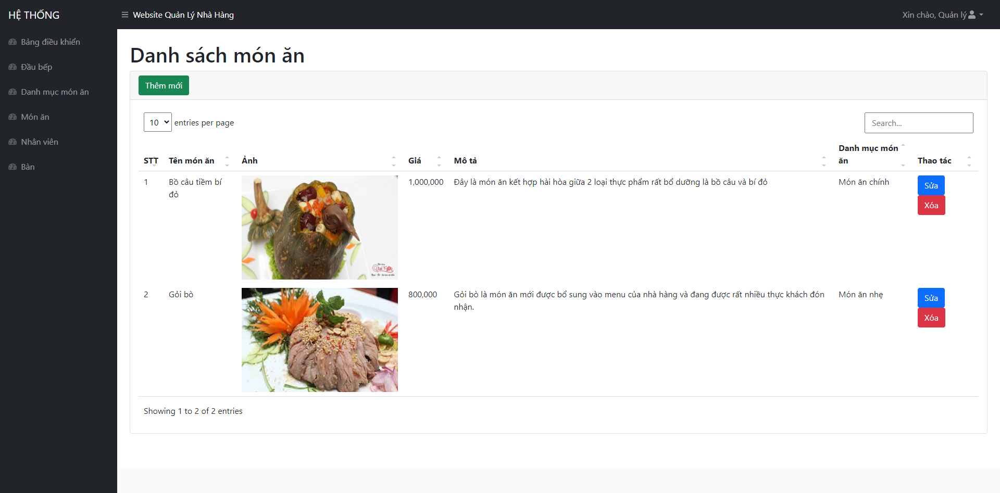 HỆ THỐNG
Website Quản Lý Nhà Hàng
Xin chào, Quản lý
Bảng điều khiển
Đầu bếp
Danh mục món ăn
Món ăn
Nhân viên
Bàn
Danh sách món ăn
Thêm mới
10 entries per page
Search...
STT Tên món ăn Ảnh Giá Mô tả Danh mục món ăn Thao tác
1 Bồ câu tiềm bí đỏ 1,000,000 Đây là món ăn kết hợp hài hòa giữa 2 loại thực phẩm rất bổ dưỡng là bồ câu và bí đỏ Món ăn chính
Sửa
Xóa
2 Gỏi bò 800,000 Gỏi bò là món ăn mới được bổ sung vào menu của nhà hàng và đang được rất nhiều thực khách đón nhận. Món ăn nhẹ
Sửa
Xóa
Showing 1 to 2 of 2 entries